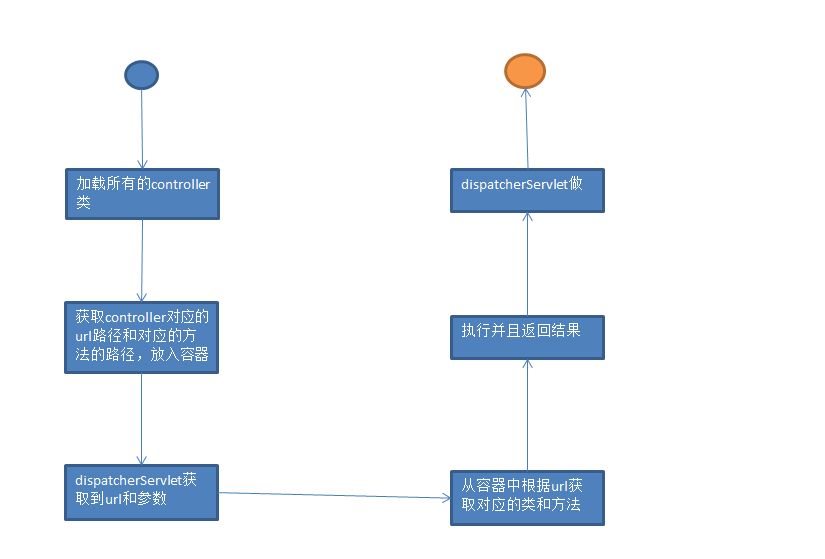 加载所有的controller
类
获取controller对应的
url路径和对应的方
法的路径，放入容器
dispatcherServlet获
取到url和参数
从容器中根据url获
取对应的类和方法
执行并且返回结果
dispatcherServlet做